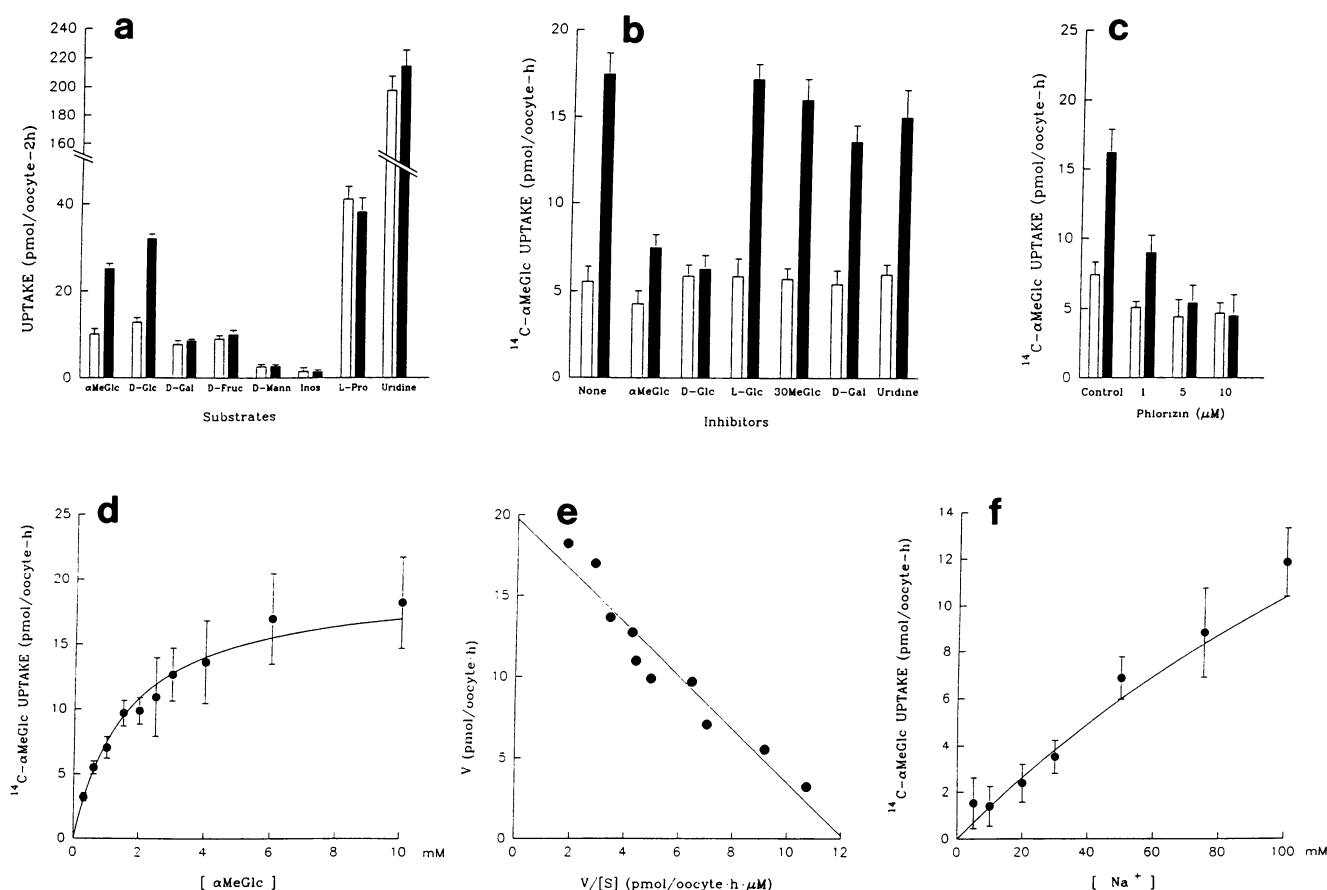 a
UPTAKE (pmol/oocyte-2h)
240
220
200
180
160
40
20
0
αMeGlc D-Glc D-Gal D-Fruc D-Mann Inos L-Pro Uridine
Substrates
b
14C-αMeGlc UPTAKE (pmol/oocyte-h)
20
15
10
5
0
None αMeGlc D-Glc L-Glc 3OMeGlc D-Gal Uridine
Inhibitors
c
14C-αMeGlc UPTAKE (pmol/oocyte-h)
25
20
15
10
5
0
Control 1 5 10
Phlorizin (μM)
d
14C-αMeGlc UPTAKE (pmol/oocyte-h)
25
20
15
10
5
0
0 2 4 6 8 10 mM
[ αMeGlc ]
e
V (pmol/oocyte·h)
20
15
10
5
0
0 2 4 6 8 10 12
V/[S] (pmol/oocyte·h·μM)
f
14C-αMeGlc UPTAKE (pmol/oocyte-h)
14
12
10
8
6
4
2
0
0 20 40 60 80 100 mM
[ Na+ ]